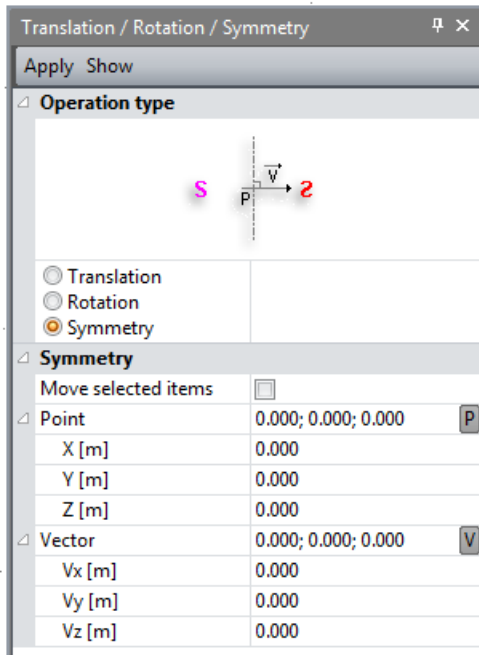 Translation / Rotation / Symmetry
Apply Show
Operation type
S P V S
Translation
Rotation
Symmetry
Symmetry
Move selected items
Point 0.000; 0.000; 0.000 P
X [m] 0.000
Y [m] 0.000
Z [m] 0.000
Vector 0.000; 0.000; 0.000 V
Vx [m] 0.000
Vy [m] 0.000
Vz [m] 0.000